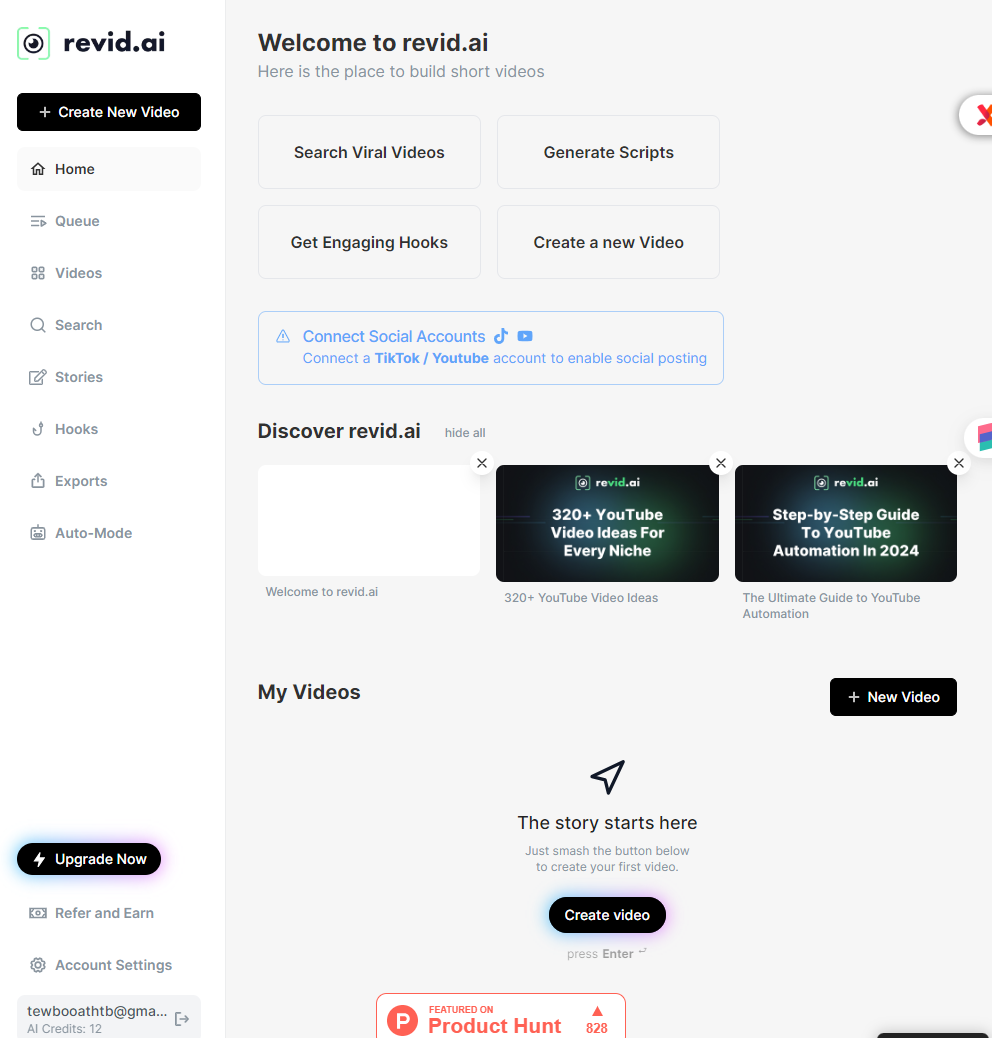 revid.ai
Create New Video
Home
Queue
Videos
Search
Stories
Hooks
Exports
Auto-Mode
Upgrade Now
Refer and Earn
Account Settings
tewbooathtb@gma...
AI Credits: 12
Welcome to revid.ai
Here is the place to build short videos
Search Viral Videos
Generate Scripts
Get Engaging Hooks
Create a new Video
Connect Social Accounts
Connect a TikTok / Youtube account to enable social posting
Discover revid.ai
hide all
Welcome to revid.ai
revid.ai
320+ YouTube
Video Ideas For
Every Niche
320+ YouTube Video Ideas
revid.ai
Step-by-Step Guide
To YouTube
Automation In 2024
The Ultimate Guide to YouTube
Automation
My Videos
New Video
The story starts here
Just smash the button below
to create your first video.
Create video
press Enter
P
FEATURED ON
Product Hunt
828